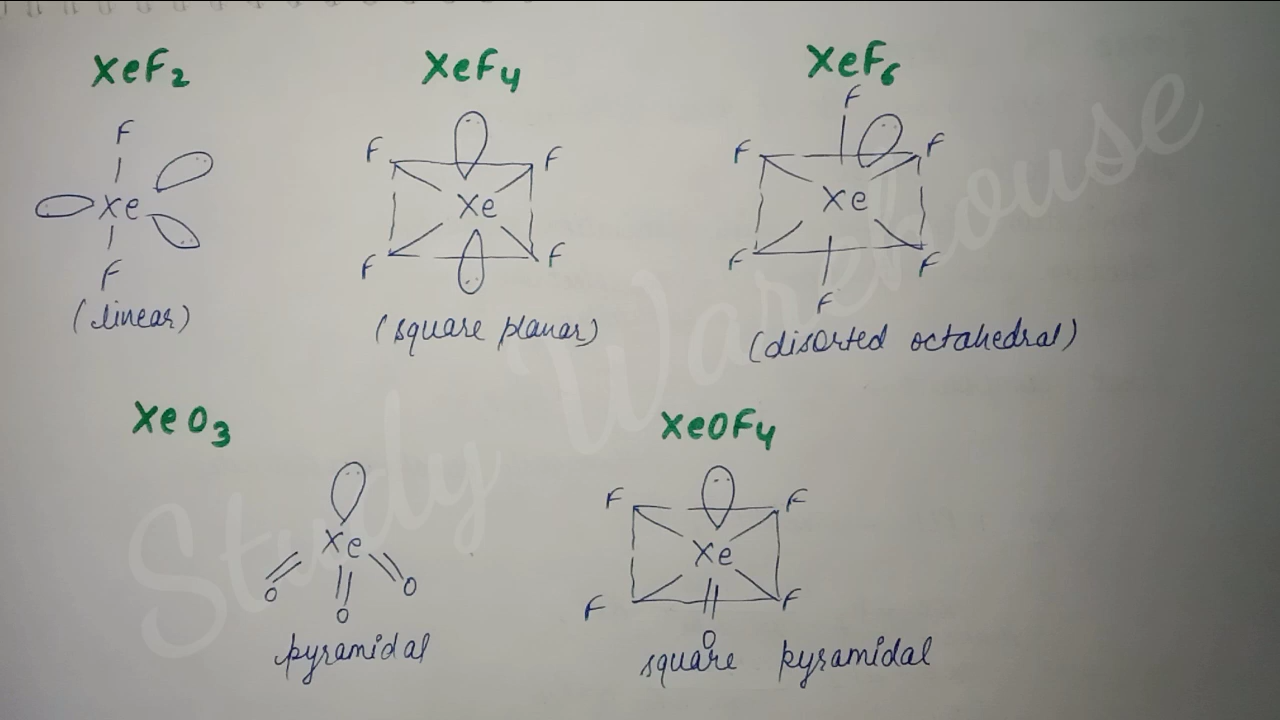 XeF2 XeF4 XeF6
F
Xe
F
(linear)
F F
Xe
F F
(square planar)
F
F F
Xe
F F
F
(disorted octahedral)
XeO3 XeOF4
Xe
O O
O
pyramidal
F F
Xe
F F
O
square pyramidal
Study Warehouse